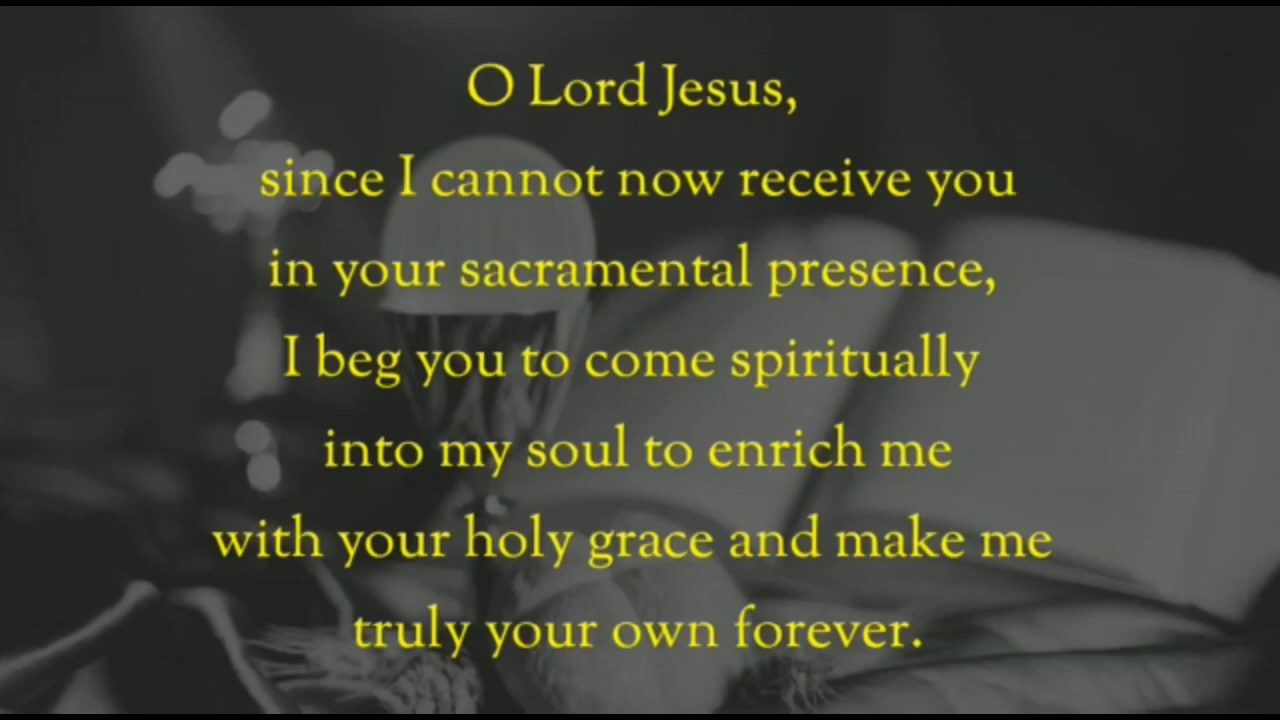 O Lord Jesus,
since I cannot now receive you
in your sacramental presence,
I beg you to come spiritually
into my soul to enrich me
with your holy grace and make me
truly your own forever.